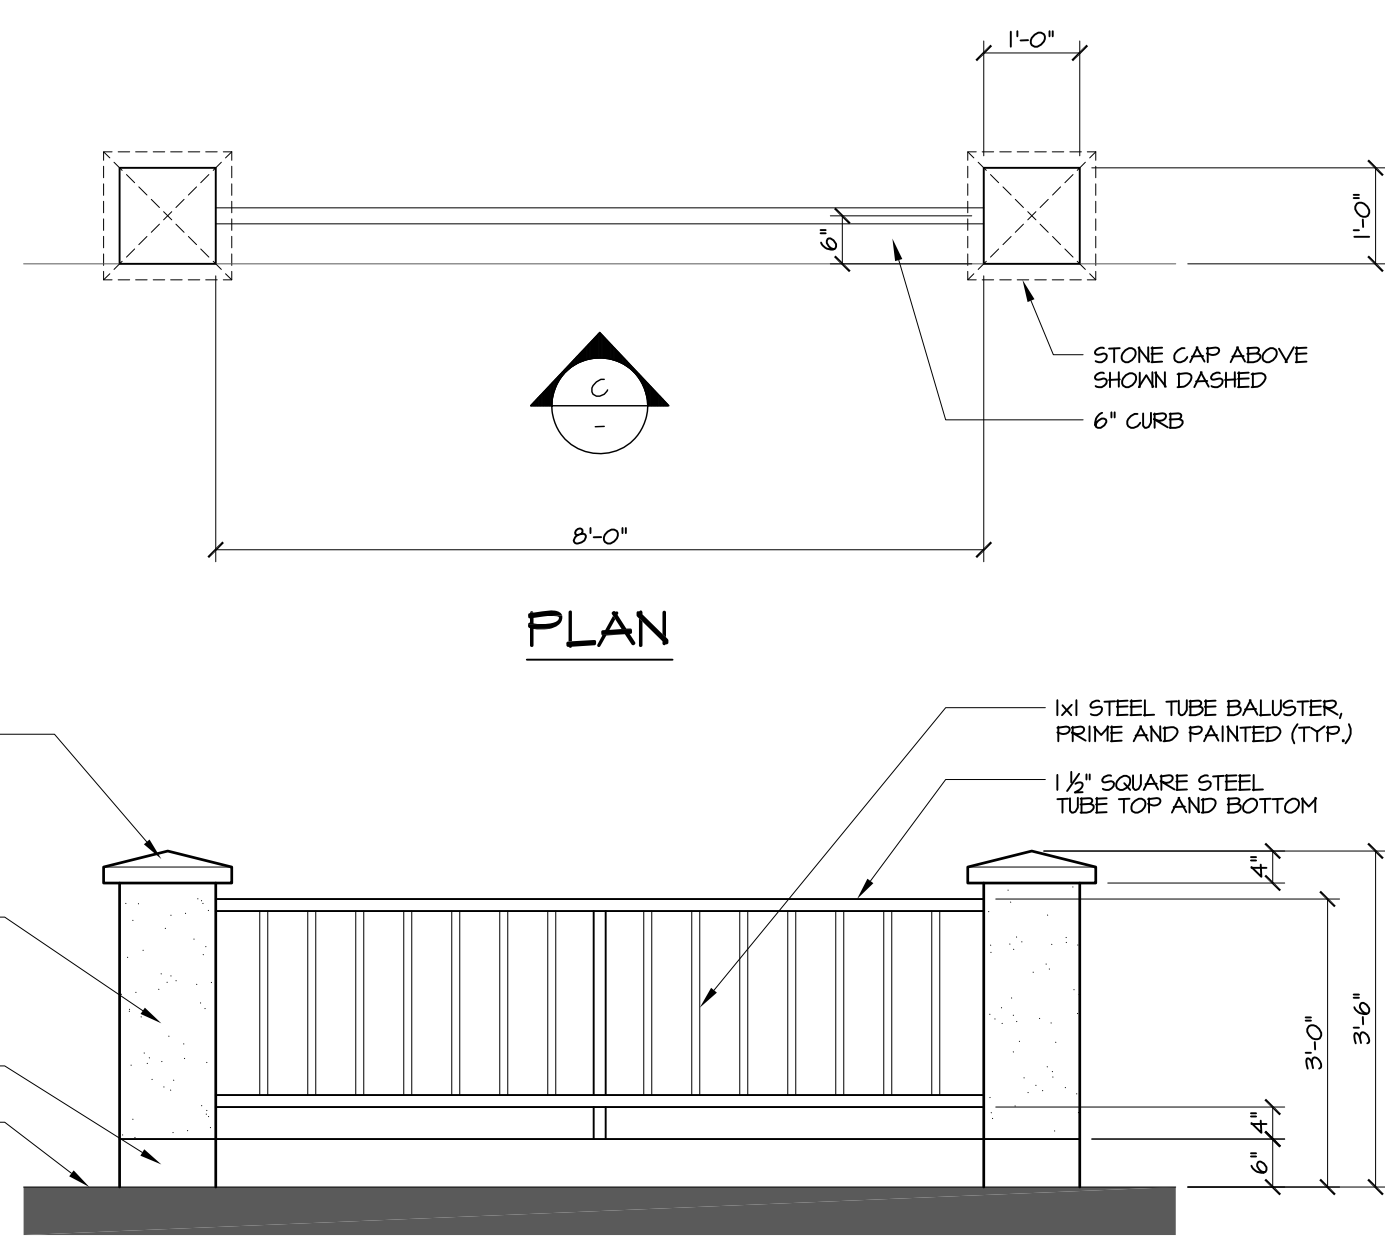 1'-0"
1'-0"
6"
STONE CAP ABOVE
SHOWN DASHED
C
-
6" CURB
8'-0"
PLAN
1x1 STEEL TUBE BALUSTER,
PRIME AND PAINTED (TYP.)
1 ½" SQUARE STEEL
TUBE TOP AND BOTTOM
4"
3'-0"
3'-6"
4"
6"